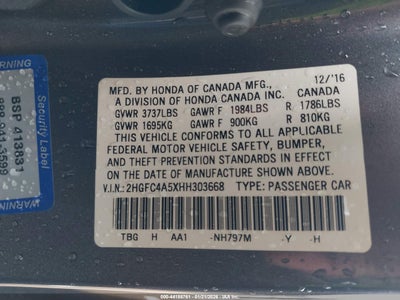 MFD. BY HONDA OF CANADA MFG., 12/'16
A DIVISION OF HONDA CANADA INC. CANADA
GVWR 3737LBS GAWR F 1984LBS R 1786LBS
GVWR 1695KG GAWR F 900KG R 810KG
THIS VEHICLE CONFORMS TO ALL APPLICABLE
FEDERAL MOTOR VEHICLE SAFETY, BUMPER,
AND THEFT PREVENTION STANDARDS IN
EFFECT ON THE DATE OF MANUFACTURE
SHOWN ABOVE.
V.I.N.: 2HGFC4A5XHH303668 TYPE: PASSENGER CAR
TBG H AA1 -NH797M -Y -H
Warning
Security
Warning